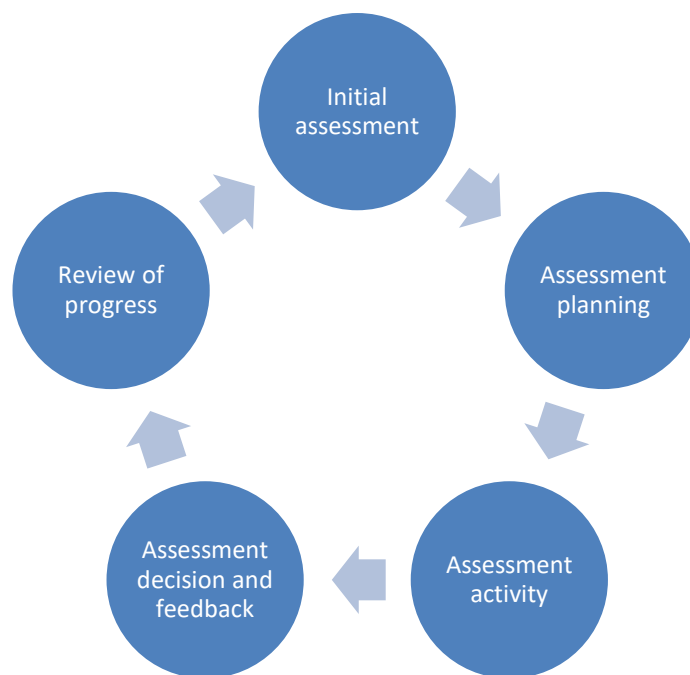 Initial
assessment
Assessment
planning
Assessment
activity
Assessment
decision and
feedback
Review of
progress